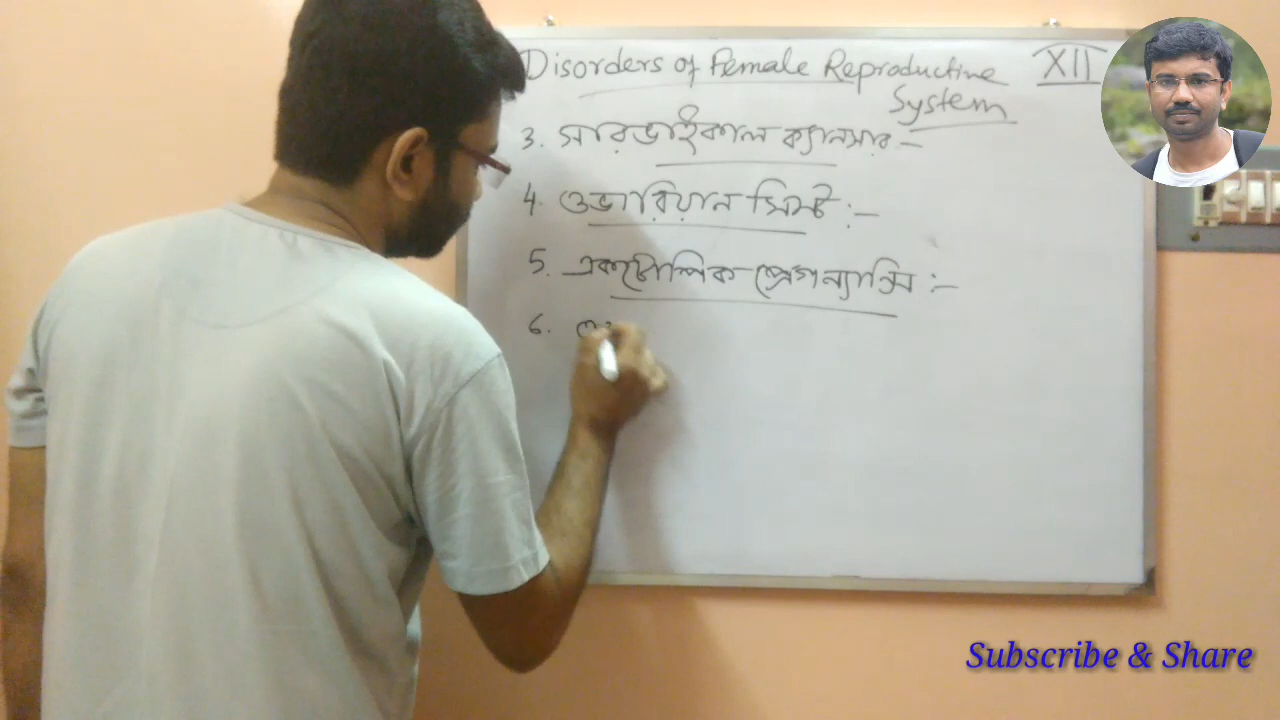 Disorders of Female Reproductive XII
System
3. সারভাইকাল ক্যানসার –
4. ওভারিয়ান সিস্ট :–
5. একটোপিক প্রেগন্যান্সি :–
6.
Subscribe & Share